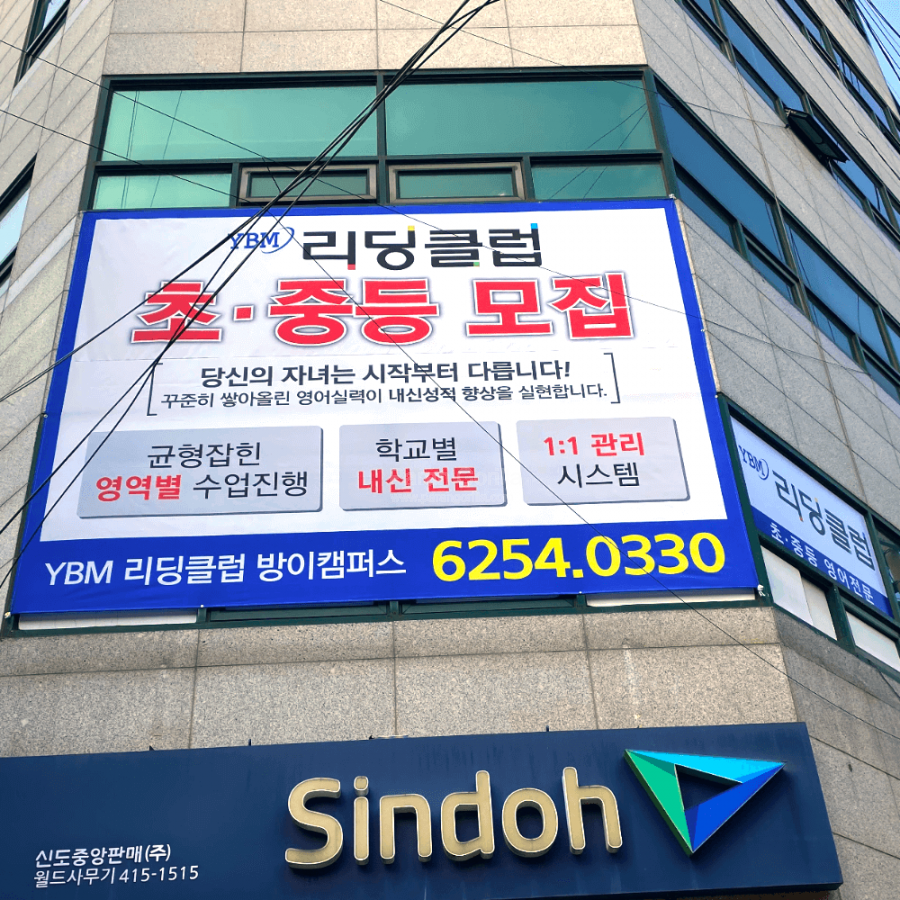 YBM 리딩클럽
초·중등 모집
당신의 자녀는 시작부터 다릅니다!
꾸준히 쌓아올린 영어실력이 내신성적 향상을 실현합니다.
균형잡힌
영역별 수업진행
학교별
내신 전문
1:1 관리
시스템
YBM 리딩클럽 방이캠퍼스 6254.0330
YBM 리딩클럽
초·중등 영어전문
Sindoh
신도중앙판매(주)
월드사무기 415-1515